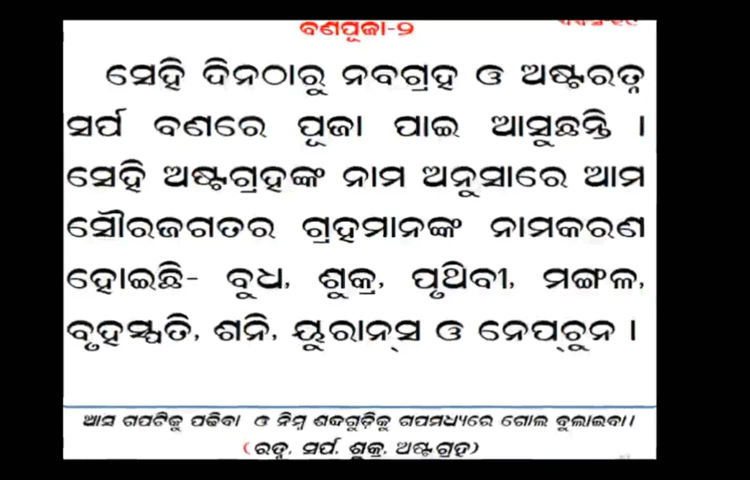 ବଣପୂଜା-୨
ସେହି ଦିନଠାରୁ ନବଗ୍ରହ ଓ ଅଷ୍ଟରତ୍ନ
ସର୍ପ ବଣରେ ପୂଜା ପାଇ ଆସୁଛନ୍ତି ।
ସେହି ଅଷ୍ଟଗ୍ରହଙ୍କ ନାମ ଅନୁସାରେ ଆମ
ସୌରଜଗତର ଗ୍ରହମାନଙ୍କ ନାମକରଣ
ହୋଇଛି- ବୁଧ, ଶୁକ୍ର, ପୃଥିବୀ, ମଙ୍ଗଳ,
ବୃହସ୍ପତି, ଶନି, ୟୁରାନ୍ସ ଓ ନେପ୍ଚୁନ ।
ଆସ ଗପଟିକୁ ପଢିବା ଓ ନିମ୍ନ ଶବ୍ଦଗୁଡ଼ିକୁ ଗପମଧ୍ୟରେ ଗୋଲ ବୁଲାଇବା।
(ରତ୍ନ, ସର୍ପ, ଶୁକ୍ର, ଅଷ୍ଟଗ୍ରହ)